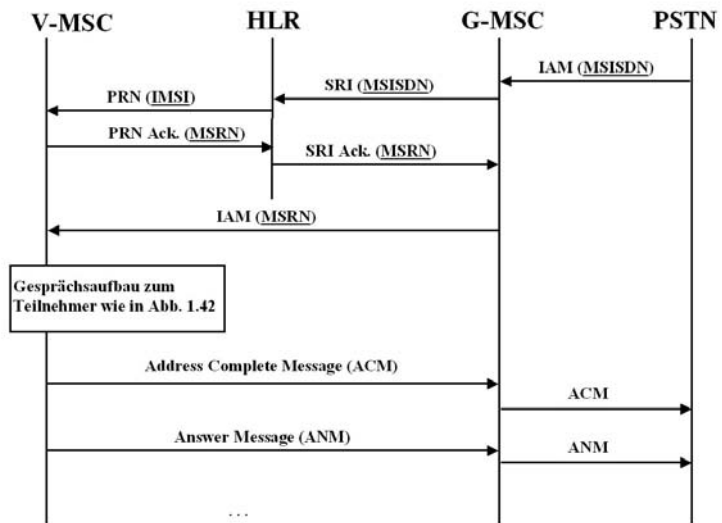 V-MSC HLR G-MSC PSTN
IAM (MSISDN)
SRI (MSISDN)
PRN (IMSI)
PRN Ack. (MSRN)
SRI Ack. (MSRN)
IAM (MSRN)
Gesprächsaufbau zum
Teilnehmer wie in Abb. 1.42
Address Complete Message (ACM)
ACM
Answer Message (ANM)
ANM
...